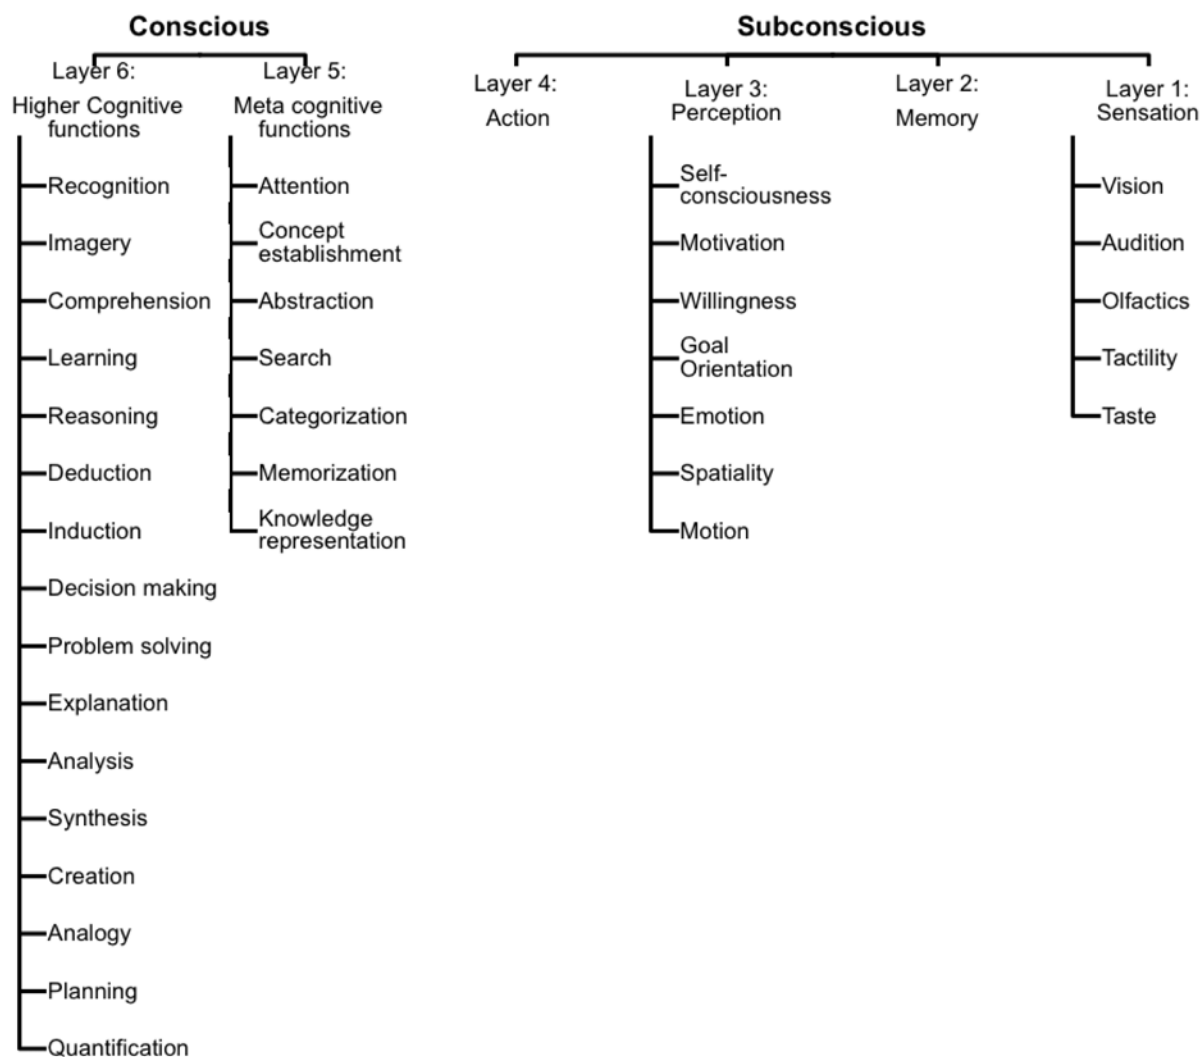 Conscious
Subconscious
Layer 6:
Higher Cognitive
functions
Recognition
Imagery
Comprehension
Learning
Reasoning
Deduction
Induction
Decision making
Problem solving
Explanation
Analysis
Synthesis
Creation
Analogy
Planning
Quantification
Layer 5:
Meta cognitive
functions
Attention
Concept
establishment
Abstraction
Search
Categorization
Memorization
Knowledge
representation
Layer 4:
Action
Layer 3:
Perception
Self-
consciousness
Motivation
Willingness
Goal
Orientation
Emotion
Spatiality
Motion
Layer 2:
Memory
Layer 1:
Sensation
Vision
Audition
Olfactics
Tactility
Taste